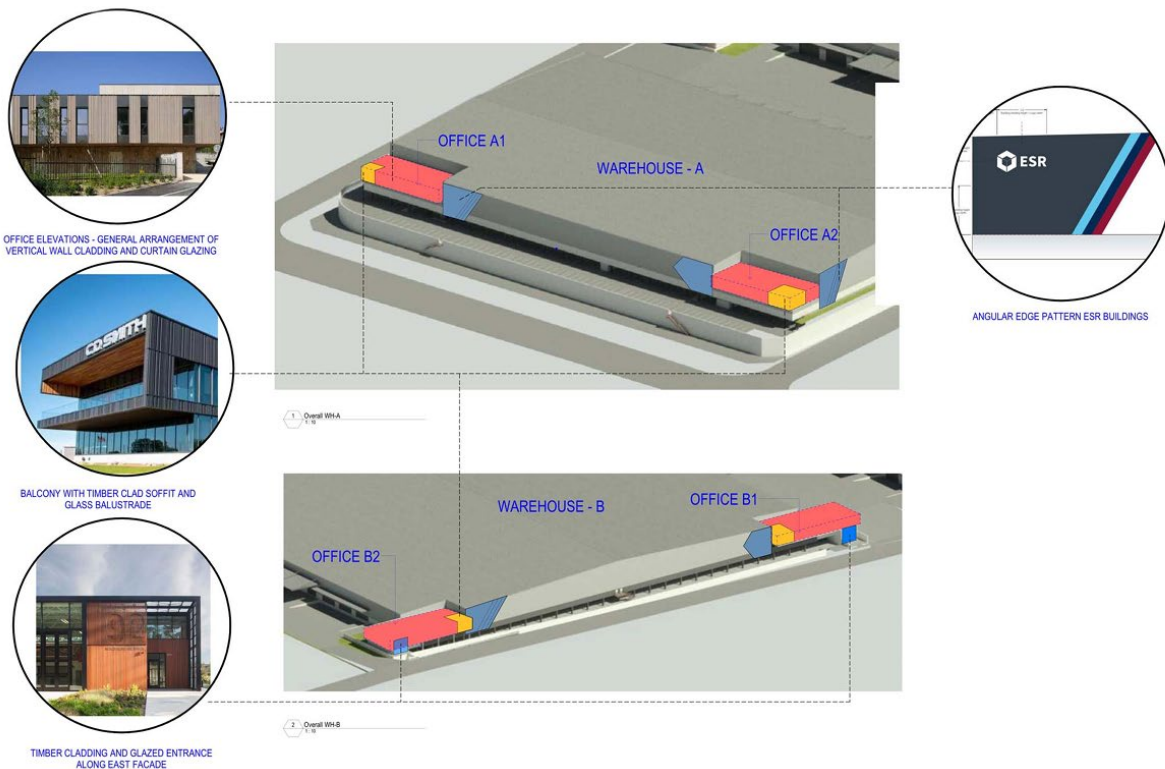 OFFICE A1
WAREHOUSE - A
OFFICE A2
ESR
OFFICE ELEVATIONS - GENERAL ARRANGEMENT OF
VERTICAL WALL CLADDING AND CURTAIN GLAZING
ANGULAR EDGE PATTERN ESR BUILDINGS
CD SMITH
BALCONY WITH TIMBER CLAD SOFFIT AND
GLASS BALUSTRADE
1 Overall WH-A
WAREHOUSE - B
OFFICE B1
OFFICE B2
TIMBER CLADDING AND GLAZED ENTRANCE
ALONG EAST FACADE
2 Overall WH-B